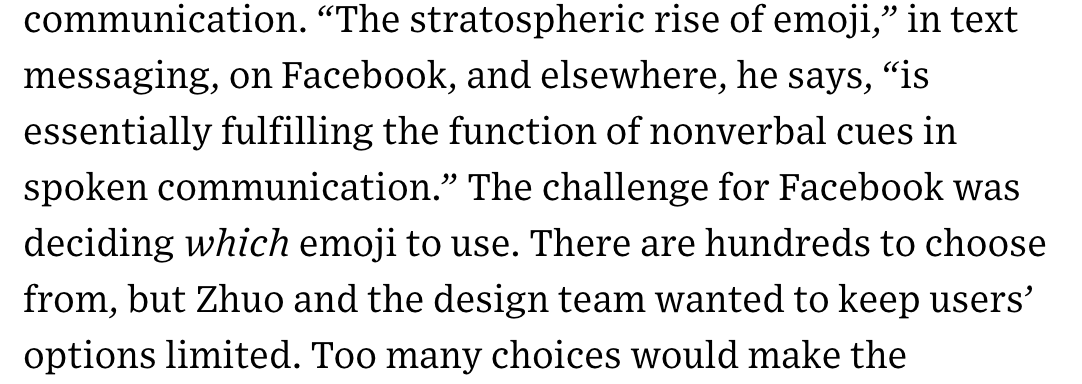 communication. “The stratospheric rise of emoji,” in text
messaging, on Facebook, and elsewhere, he says, “is
essentially fulfilling the function of nonverbal cues in
spoken communication.” The challenge for Facebook was
deciding which emoji to use. There are hundreds to choose
from, but Zhuo and the design team wanted to keep users’
options limited. Too many choices would make the